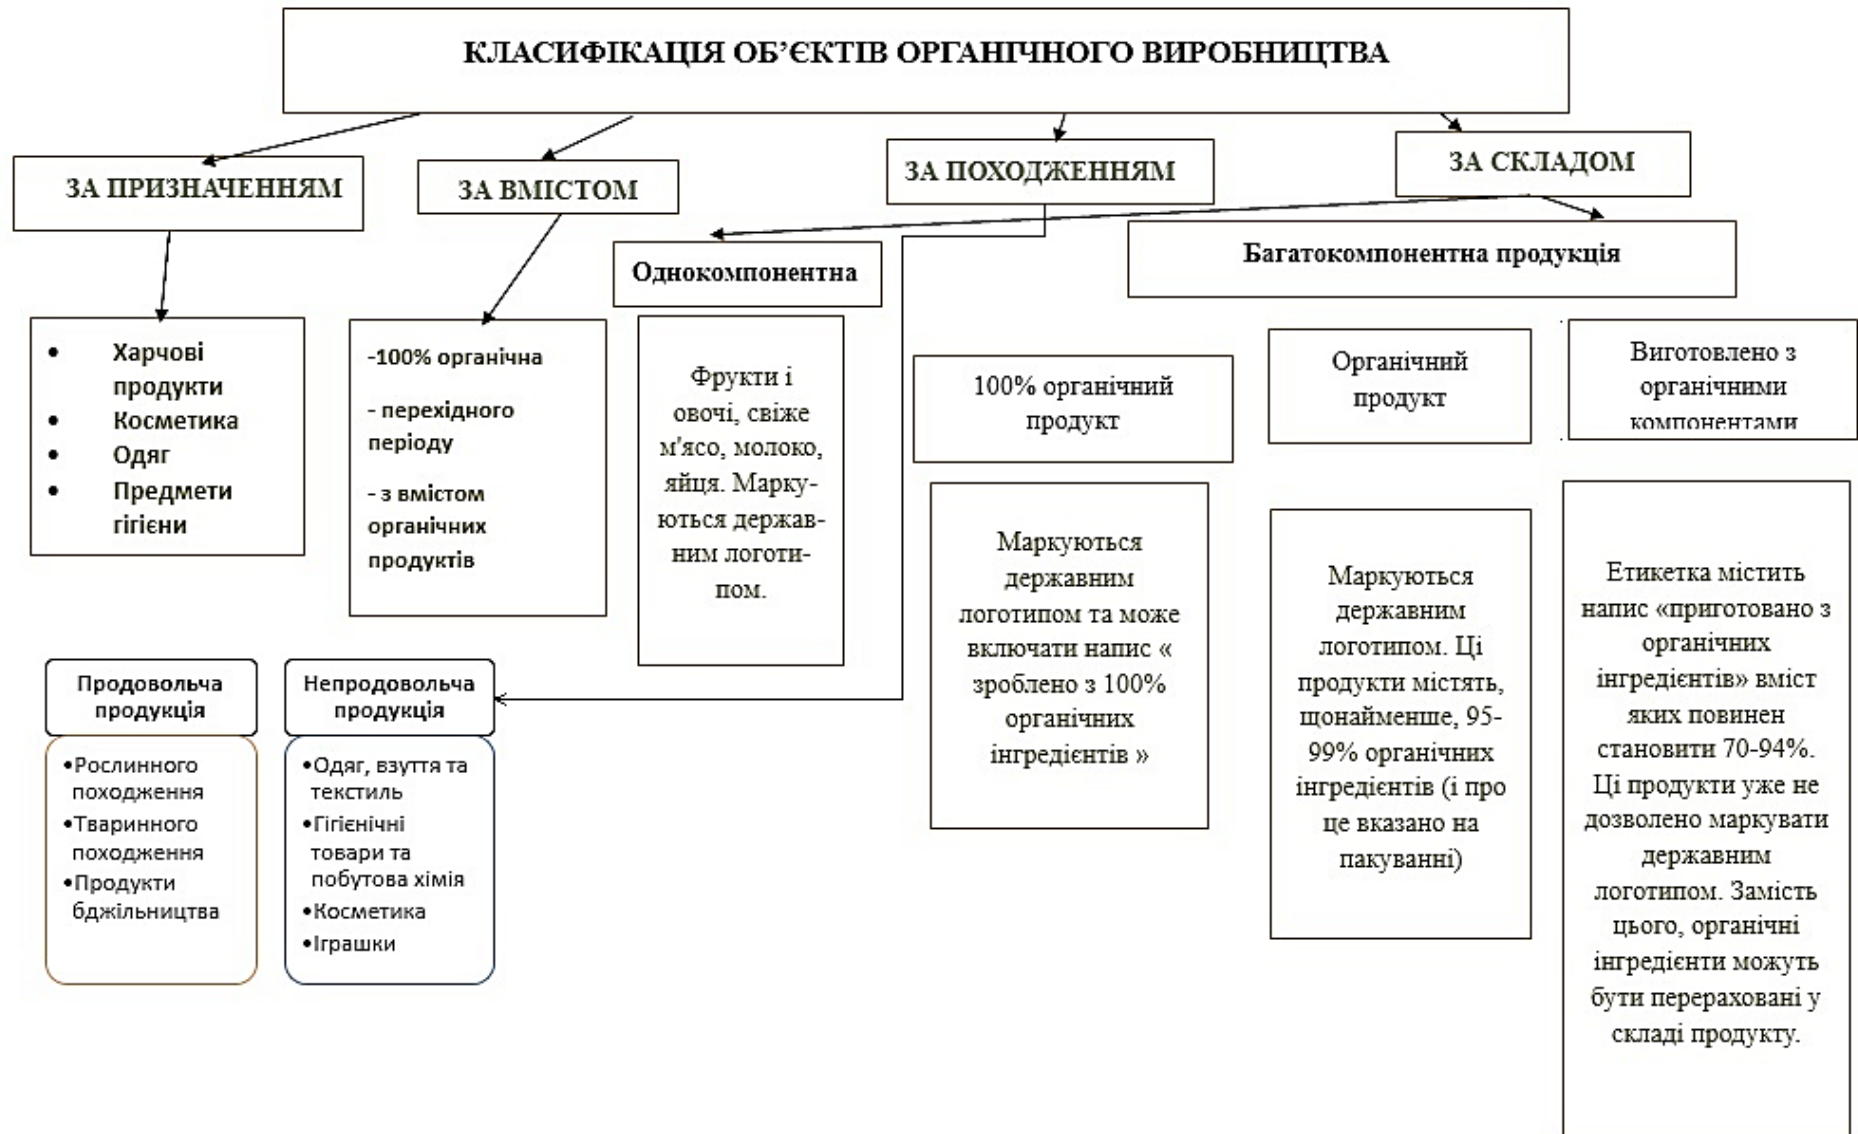 КЛАСИФІКАЦІЯ ОБ’ЄКТІВ ОРГАНІЧНОГО ВИРОБНИЦТВА
ЗА ПРИЗНАЧЕННЯМ
ЗА ВМІСТОМ
ЗА ПОХОДЖЕННЯМ
ЗА СКЛАДОМ
Однокомпонентна
Багатокомпонентна продукція
• Харчові
продукти
• Косметика
• Одяг
• Предмети
гігієни
-100% органічна
- перехідного
періоду
- з вмістом
органічних
продуктів
Фрукти і
овочі, свіже
м'ясо, молоко,
яйця. Марку-
ються держав-
ним логоти-
пом.
100% органічний
продукт
Органічний
продукт
Виготовлено з
органічними
компонентами
Маркуються
державним
логотипом та може
включати напис «
зроблено з 100%
органічних
інгредієнтів »
Маркуються
державним
логотипом. Ці
продукти містять,
щонайменше, 95-
99% органічних
інгредієнтів (і про
це вказано на
пакуванні)
Етикетка містить
напис «приготовано з
органічних
інгредієнтів» вміст
яких повинен
становити 70-94%.
Ці продукти уже не
дозволено маркувати
державним
логотипом. Замість
цього, органічні
інгредієнти можуть
бути перераховані у
складі продукту.
Продовольча
продукція
•Рослинного
походження
•Тваринного
походження
•Продукти
бджільництва
Непродовольча
продукція
•Одяг, взуття та
текстиль
•Гігієнічні
товари та
побутова хімія
•Косметика
•Іграшки